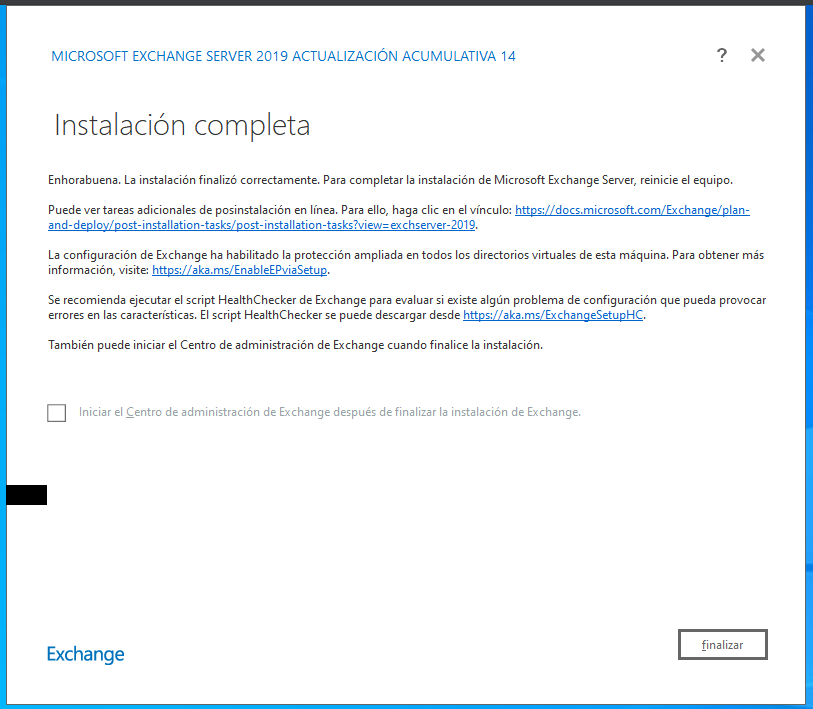 MICROSOFT EXCHANGE SERVER 2019 ACTUALIZACIÓN ACUMULATIVA 14
?
Instalación completa
Enhorabuena. La instalación finalizó correctamente. Para completar la instalación de Microsoft Exchange Server, reinicie el equipo.
Puede ver tareas adicionales de posinstalación en línea. Para ello, haga clic en el vínculo: https://docs.microsoft.com/Exchange/plan-
and-deploy/post-installation-tasks/post-installation-tasks?view=exchserver-2019.
La configuración de Exchange ha habilitado la protección ampliada en todos los directorios virtuales de esta máquina. Para obtener más
información, visite: https://aka.ms/EnableEPviaSetup.
Se recomienda ejecutar el script HealthChecker de Exchange para evaluar si existe algún problema de configuración que pueda provocar
errores en las características. El script HealthChecker se puede descargar desde https://aka.ms/ExchangeSetupHC.
También puede iniciar el Centro de administración de Exchange cuando finalice la instalación.
Iniciar el Centro de administración de Exchange después de finalizar la instalación de Exchange.
Exchange
finalizar